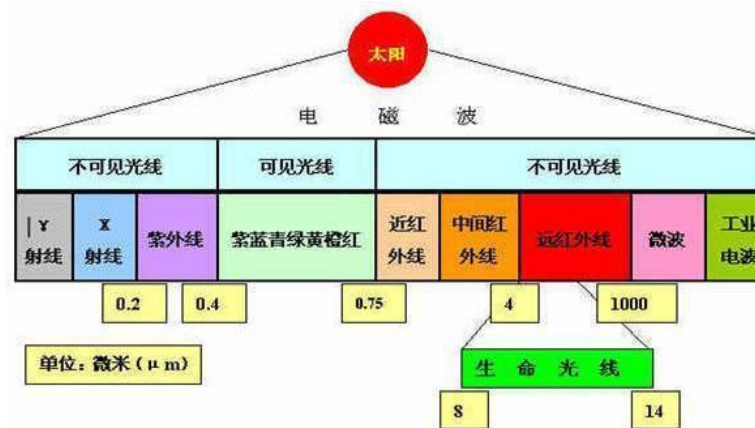 太阳
电 磁 波
不可见光线
可见光线
不可见光线
|γ
射线
X
射线
紫外线
紫蓝青绿黄橙红
近红
外线
中间红
外线
远红外线
微波
工业
电波
0.2
0.4
0.75
4
1000
单位：微米（μm）
生 命 光 线
8
14